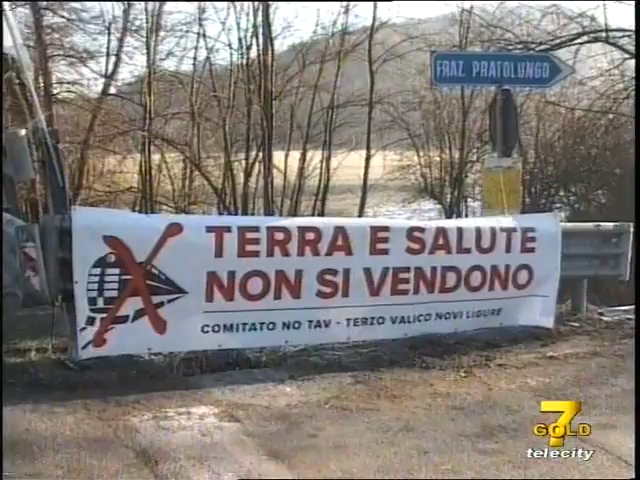 FRAZ. PRATOLUNGO
TERRA E SALUTE
NON SI VENDONO
COMITATO NO TAV - TERZO VALICO NOVI LIGURE
7
GOLD
telecity